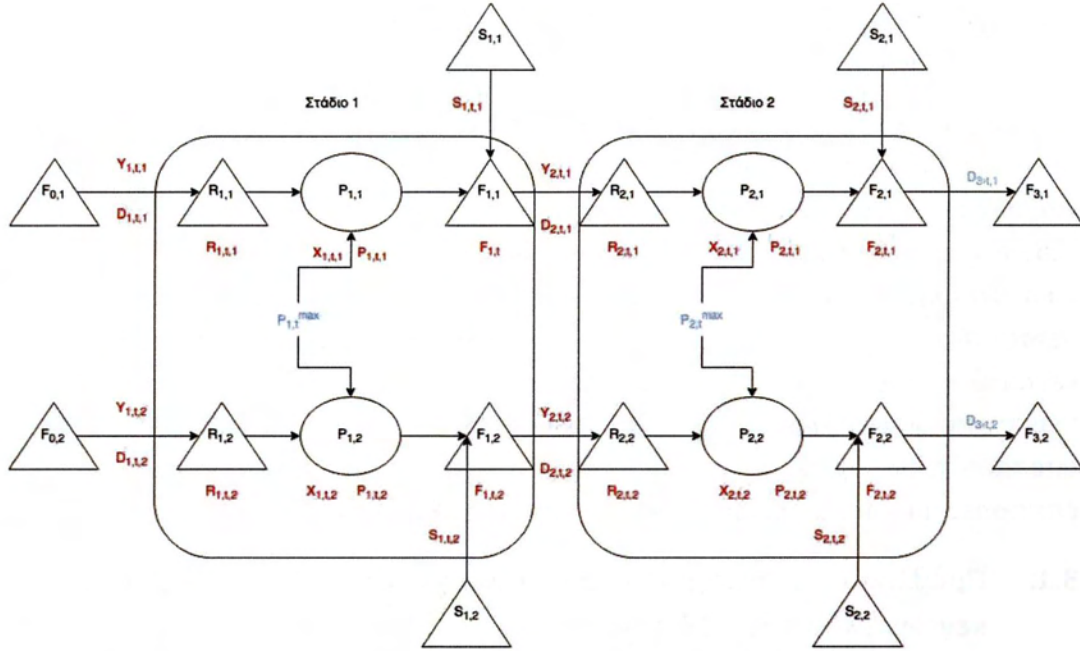 S1,1
S2,1
Στάδιο 1
S1,t,1
Στάδιο 2
S2,t,1
Y1,t,1
Y2,t,1
F0,1
R1,1
P1,1
F1,1
R2,1
P2,1
F2,1
D3,t,1
F3,1
D1,t,1
D2,t,1
R1,t,1
X1,t,1
P1,t,1
F1,t
R2,t,1
X2,t,1
P2,t,1
F2,t,1
P1,t max
P2,t max
Y1,t,2
Y2,t,2
F0,2
R1,2
P1,2
F1,2
R2,2
P2,2
F2,2
D3,t,2
F3,2
D1,t,2
D2,t,2
R1,t,2
X1,t,2
P1,t,2
F1,t,2
R2,t,2
X2,t,2
P2,t,2
F2,t,2
S1,t,2
S2,t,2
S1,2
S2,2